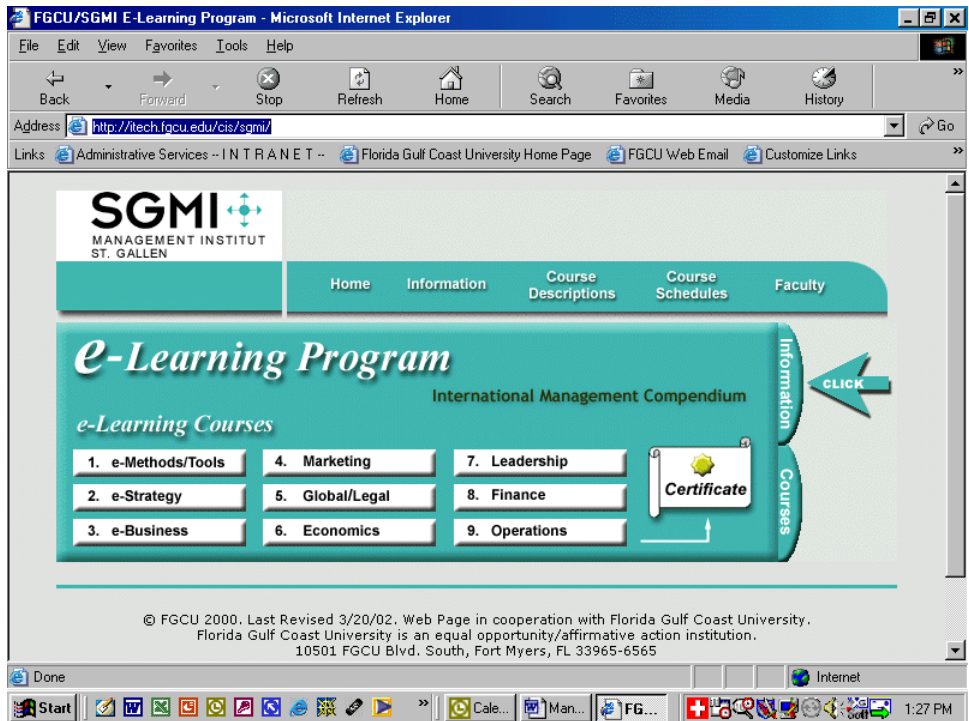 FGCU/SGMI E-Learning Program - Microsoft Internet Explorer
File Edit View Favorites Tools Help
Back Forward Stop Refresh Home Search Favorites Media History »
Address http://itech.fgcu.edu/cis/sgmi/ Go
Links Administrative Services -- I N T R A N E T -- Florida Gulf Coast University Home Page FGCU Web Email Customize Links »
SGMI
MANAGEMENT INSTITUT
ST. GALLEN
Home Information Course Descriptions Course Schedules Faculty
e-Learning Program
International Management Compendium
Information
CLICK
e-Learning Courses
1. e-Methods/Tools 4. Marketing 7. Leadership
2. e-Strategy 5. Global/Legal 8. Finance
3. e-Business 6. Economics 9. Operations
Certificate
Courses
© FGCU 2000. Last Revised 3/20/02. Web Page in cooperation with Florida Gulf Coast University.
Florida Gulf Coast University is an equal opportunity/affirmative action institution.
10501 FGCU Blvd. South, Fort Myers, FL 33965-6565
Done Internet
Start » Cale... Man... FG... 1:27 PM